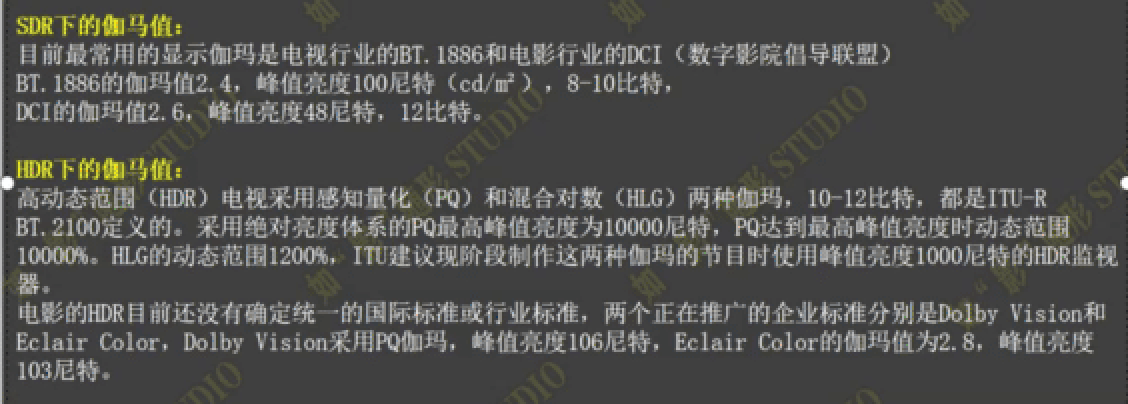 SDR下的伽马值：
目前最常用的显示伽玛是电视行业的BT.1886和电影行业的DCI（数字影院倡导联盟）
BT.1886的伽玛值2.4，峰值亮度100尼特（cd/㎡），8-10比特，
DCI的伽玛值2.6，峰值亮度48尼特，12比特。
HDR下的伽马值：
高动态范围（HDR）电视采用感知量化（PQ）和混合对数（HLG）两种伽玛，10-12比特，都是ITU-R
BT.2100定义的。采用绝对亮度体系的PQ最高峰值亮度为10000尼特，PQ达到最高峰值亮度时动态范围
10000%。HLG的动态范围1200%，ITU建议现阶段制作这两种伽玛的节目时使用峰值亮度1000尼特的HDR监视
器。
电影的HDR目前还没有确定统一的国际标准或行业标准，两个正在推广的企业标准分别是Dolby Vision和
Eclair Color，Dolby Vision采用PQ伽玛，峰值亮度106尼特，Eclair Color的伽玛值为2.8，峰值亮度
103尼特。